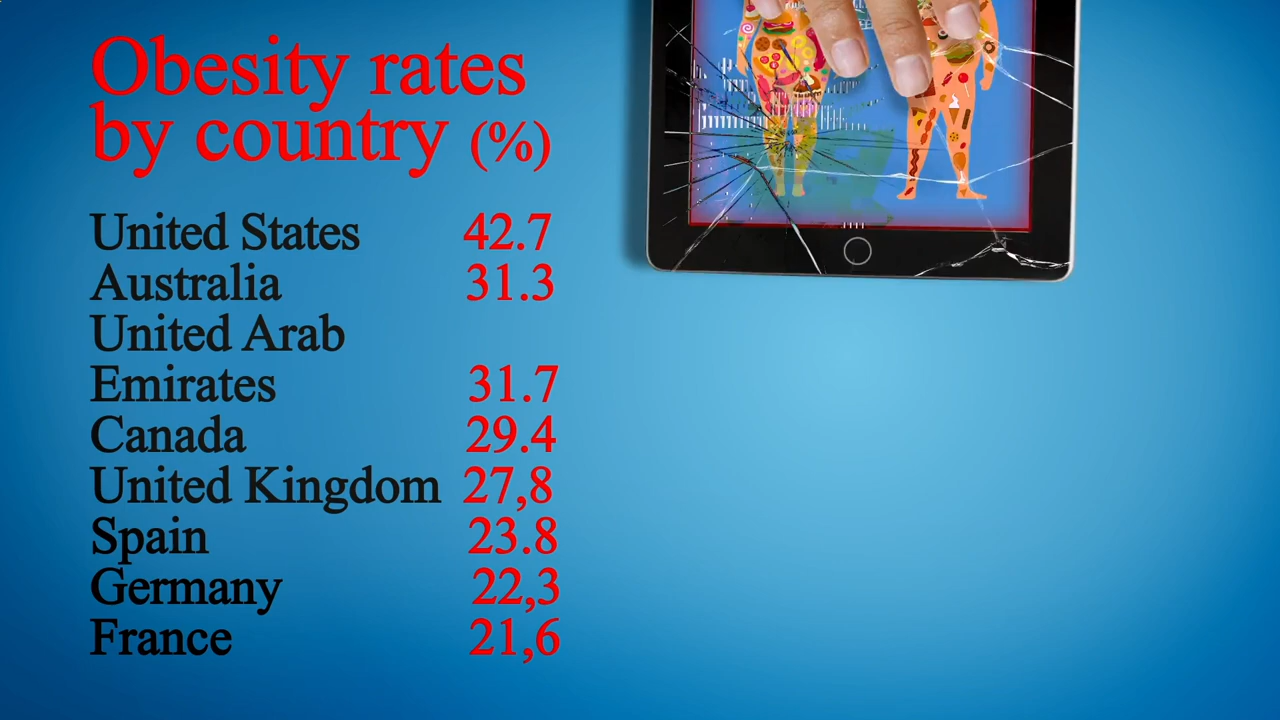 Obesity rates
by country (%)
United States 42.7
Australia 31.3
United Arab
Emirates 31.7
Canada 29.4
United Kingdom 27,8
Spain 23.8
Germany 22,3
France 21,6